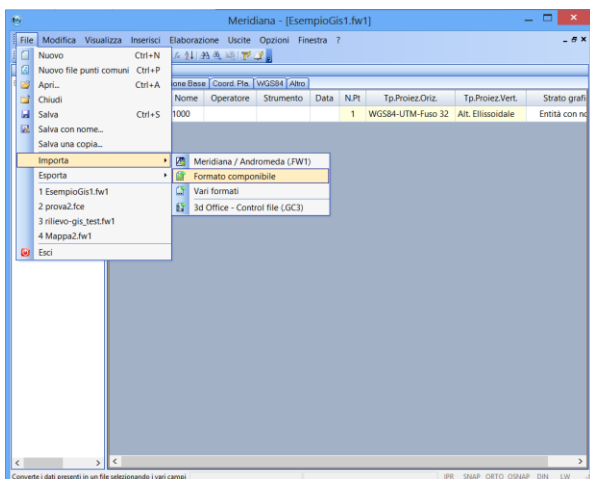 Meridiana - [EsempioGis1.fw1]
File Modifica Visualizza Inserisci Elaborazione Uscite Opzioni Finestra ?
Nuovo Ctrl+N
Nuovo file punti comuni Ctrl+P
Apri... Ctrl+A
Chiudi
Salva Ctrl+S
Salva con nome...
Salva una copia...
Importa
Esporta
1 EsempioGis1.fw1
2 prova2.fce
3 rilievo-gis_test.fw1
4 Mappa2.fw1
Esci
Meridiana / Andromeda (.FW1)
Formato componibile
Vari formati
3d Office - Control file (.GC3)
one Base Coord. Pla. WGS84 Altro
Nome Operatore Strumento Data N.Pt Tp.Proiez.Oriz. Tp.Proiez.Vert. Strato grafi
1000 1 WGS84-UTM-Fuso 32 Alt. Ellissoidale Entità con no
Converte i dati presenti in un file selezionando i vari campi IPR SNAP ORTO OSNAP DIN LW